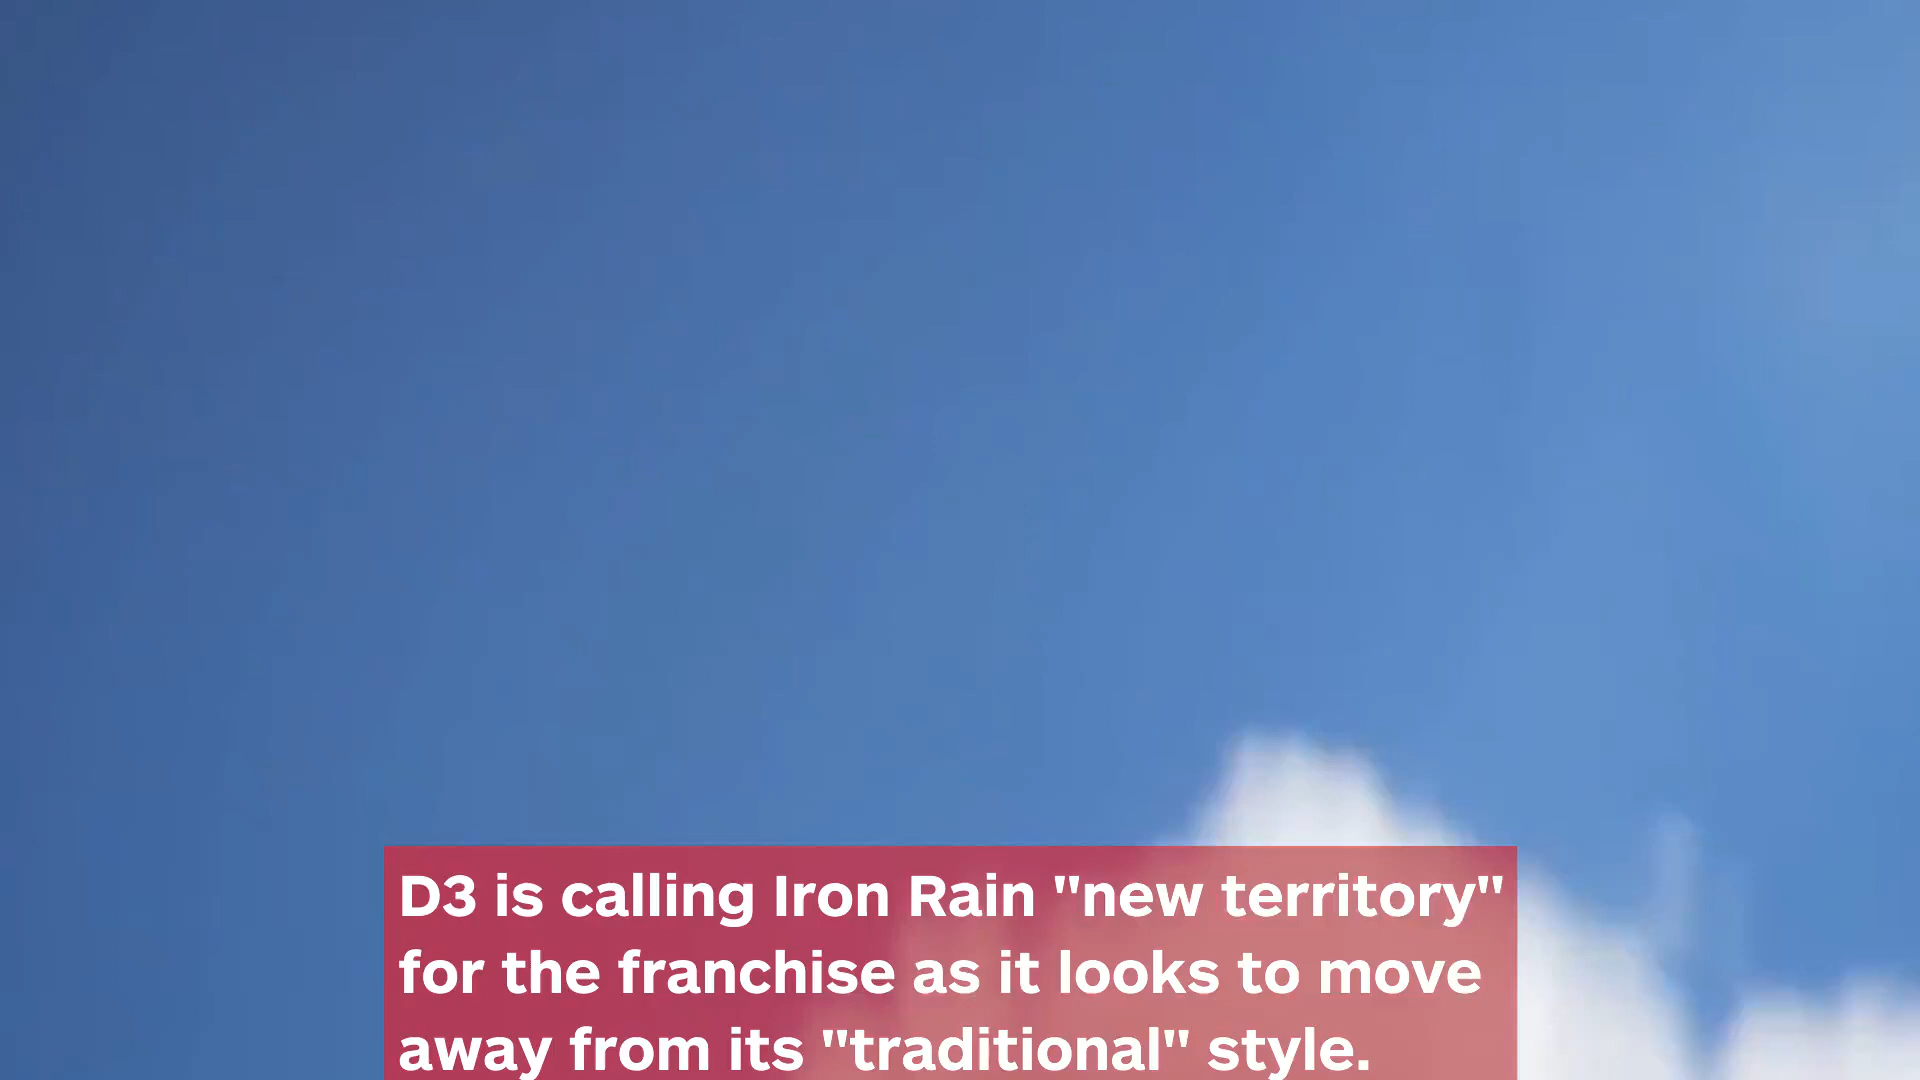 D3 is calling Iron Rain "new territory"
for the franchise as it looks to move
away from its "traditional" style.